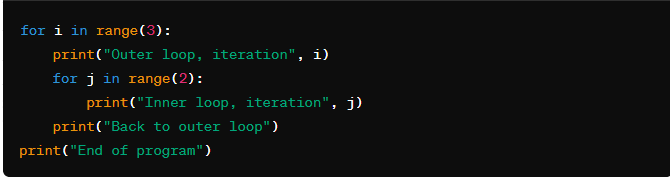 for i in range(3):
    print("Outer loop, iteration", i)
    for j in range(2):
        print("Inner loop, iteration", j)
    print("Back to outer loop")
print("End of program")